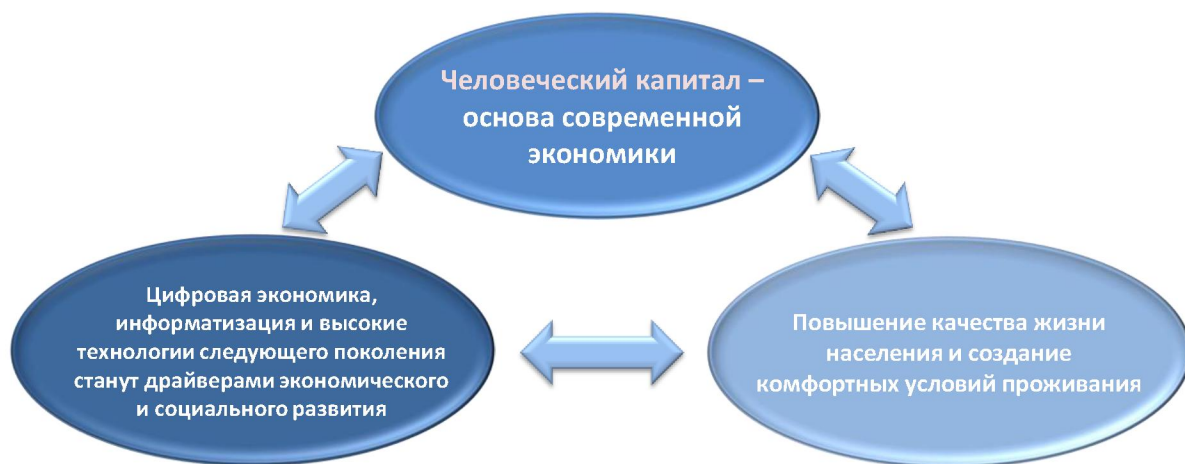 Человеческий капитал –
основа современной
экономики
Цифровая экономика,
информатизация и высокие
технологии следующего поколения
станут драйверами экономического
и социального развития
Повышение качества жизни
населения и создание
комфортных условий проживания